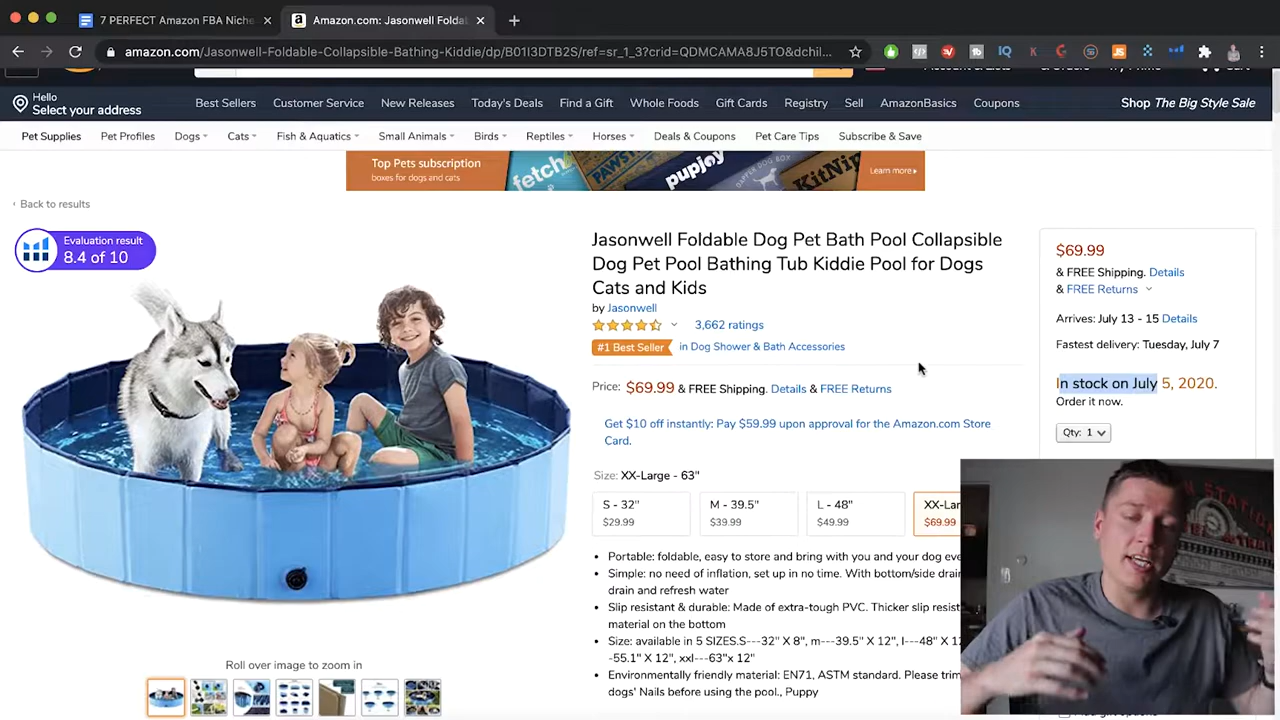 7 PERFECT Amazon FBA Niche
Amazon.com: Jasonwell Folda
amazon.com/Jasonwell-Foldable-Collapsible-Bathing-Kiddie/dp/B01I3DTB2S/ref=sr_1_3?crid=QDMCAMA8J5TO&dchil...
Hello
Select your address
Best Sellers Customer Service New Releases Today's Deals Find a Gift Whole Foods Gift Cards Registry Sell AmazonBasics Coupons
Shop The Big Style Sale
Pet Supplies Pet Profiles Dogs Cats Fish & Aquatics Small Animals Birds Reptiles Horses Deals & Coupons Pet Care Tips Subscribe & Save
Top Pets subscription
boxes for dogs and cats
fetch PAWS pupjoy DAPPER DOG BOX KitNip
Learn more
‹ Back to results
Evaluation result
8.4 of 10
Jasonwell Foldable Dog Pet Bath Pool Collapsible
Dog Pet Pool Bathing Tub Kiddie Pool for Dogs
Cats and Kids
by Jasonwell
3,662 ratings
#1 Best Seller in Dog Shower & Bath Accessories
Price: $69.99 & FREE Shipping. Details & FREE Returns
Get $10 off instantly: Pay $59.99 upon approval for the Amazon.com Store
Card.
Size: XX-Large - 63"
S - 32"
$29.99
M - 39.5"
$39.99
L - 48"
$49.99
XX-Lar
$69.99
• Portable: foldable, easy to store and bring with you and your dog eve
• Simple: no need of inflation, set up in no time. With bottom/side drain
drain and refresh water
• Slip resistant & durable: Made of extra-tough PVC. Thicker slip resist
material on the bottom
• Size: available in 5 SIZES.S---32" X 8", m---39.5" X 12", l---48" X 12
-55.1" X 12", xxl---63"x 12"
• Environmentally friendly material: EN71, ASTM standard. Please trim
dogs' Nails before using the pool., Puppy
Roll over image to zoom in
$69.99
& FREE Shipping. Details
& FREE Returns
Arrives: July 13 - 15 Details
Fastest delivery: Tuesday, July 7
In stock on July 5, 2020.
Order it now.
Qty: 1
STATION